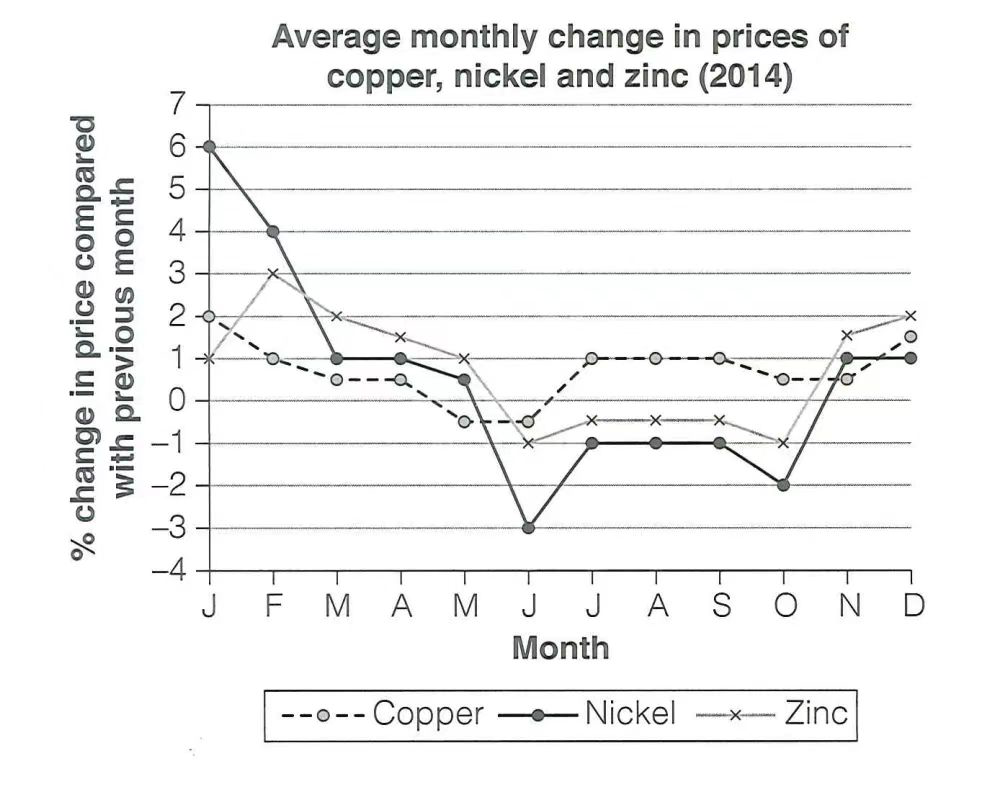 Average monthly change in prices of
copper, nickel and zinc (2014)
% change in price compared
with previous month
7
6
5
4
3
2
1
0
–1
–2
–3
–4
J F M A M J J A S O N D
Month
Copper Nickel Zinc